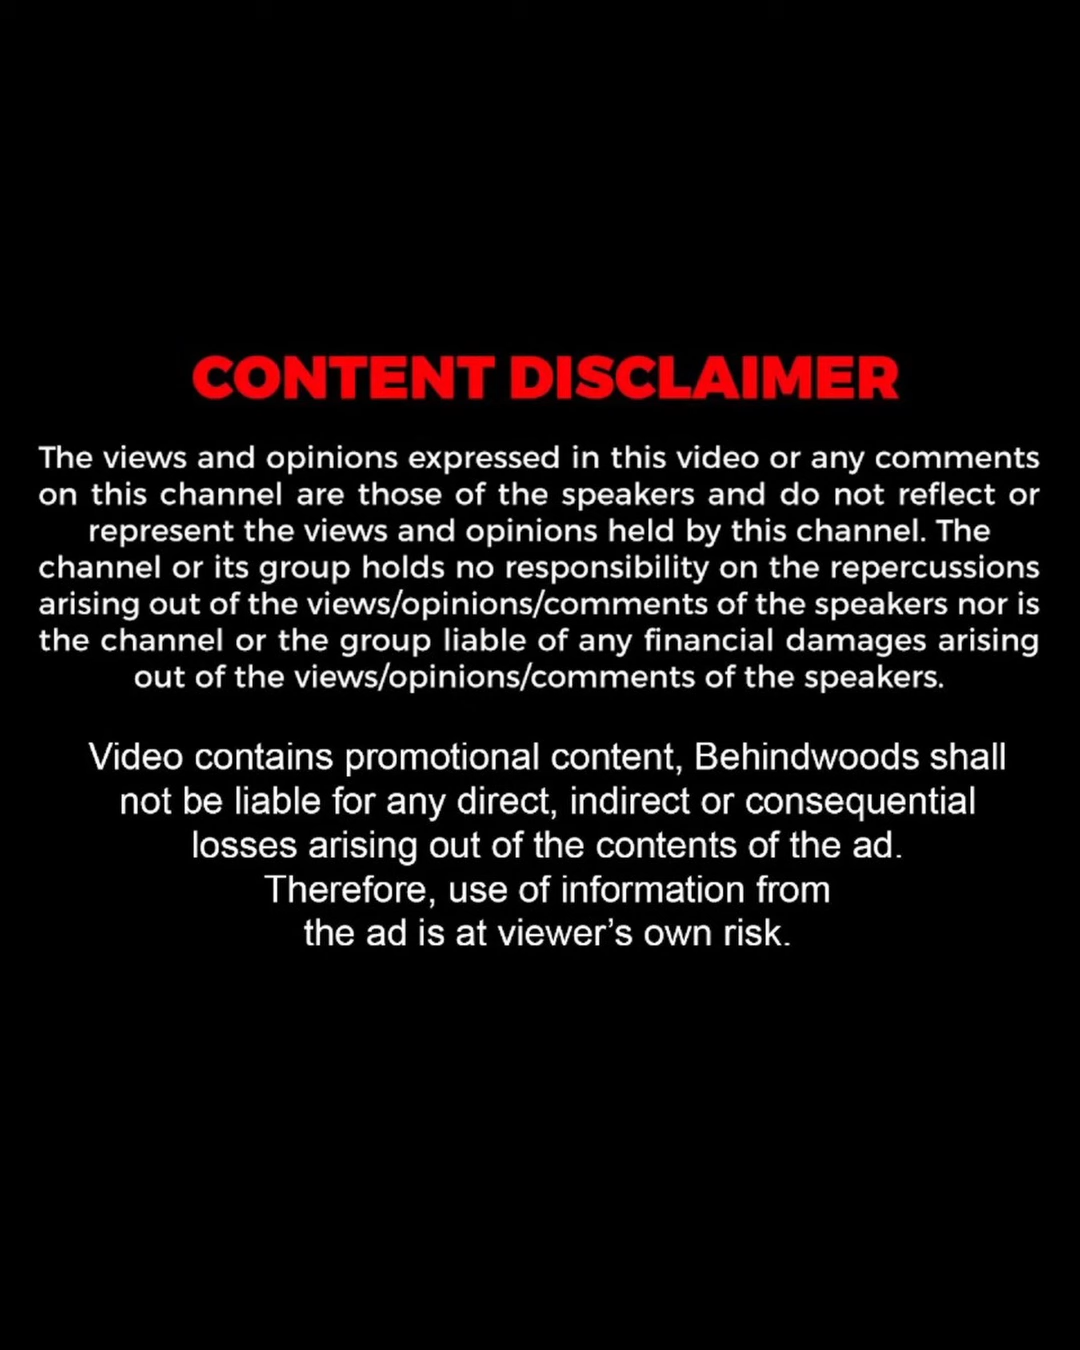 CONTENT DISCLAIMER
The views and opinions expressed in this video or any comments
on this channel are those of the speakers and do not reflect or
represent the views and opinions held by this channel. The
channel or its group holds no responsibility on the repercussions
arising out of the views/opinions/comments of the speakers nor is
the channel or the group liable of any financial damages arising
out of the views/opinions/comments of the speakers.
Video contains promotional content, Behindwoods shall
not be liable for any direct, indirect or consequential
losses arising out of the contents of the ad.
Therefore, use of information from
the ad is at viewer’s own risk.